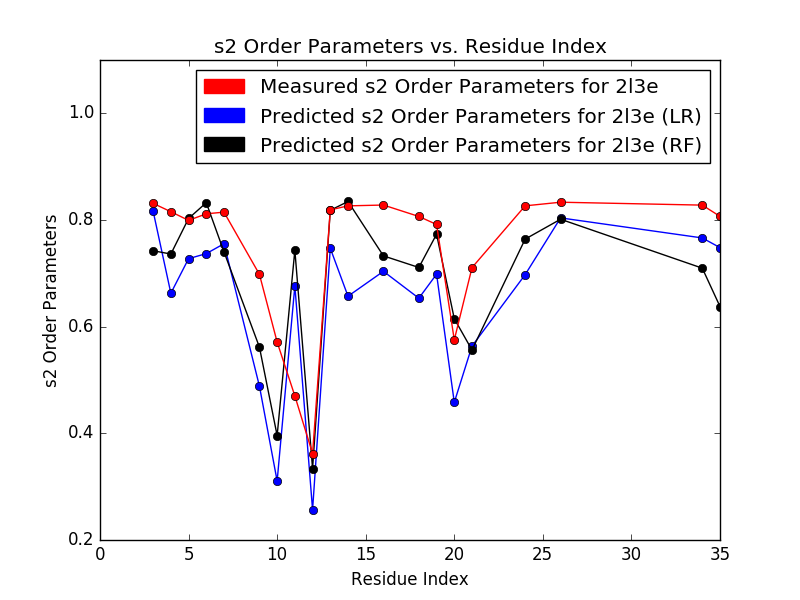 s2 Order Parameters vs. Residue Index
Measured s2 Order Parameters for 2l3e
Predicted s2 Order Parameters for 2l3e (LR)
Predicted s2 Order Parameters for 2l3e (RF)
s2 Order Parameters
1.0
0.8
0.6
0.4
0.2
0 5 10 15 20 25 30 35
Residue Index